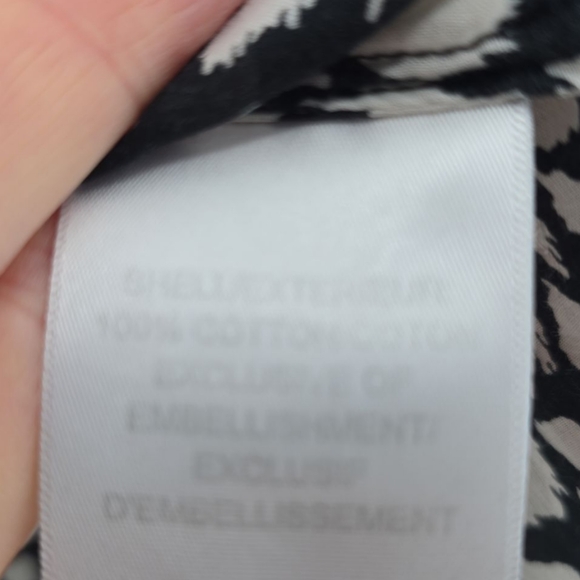 SHELL/EXTERIEUR
100% COTTON/COTON
EXCLUSIVE OF
EMBELLISHMENT/
EXCLUSIF
D'EMBELLISSEMENT